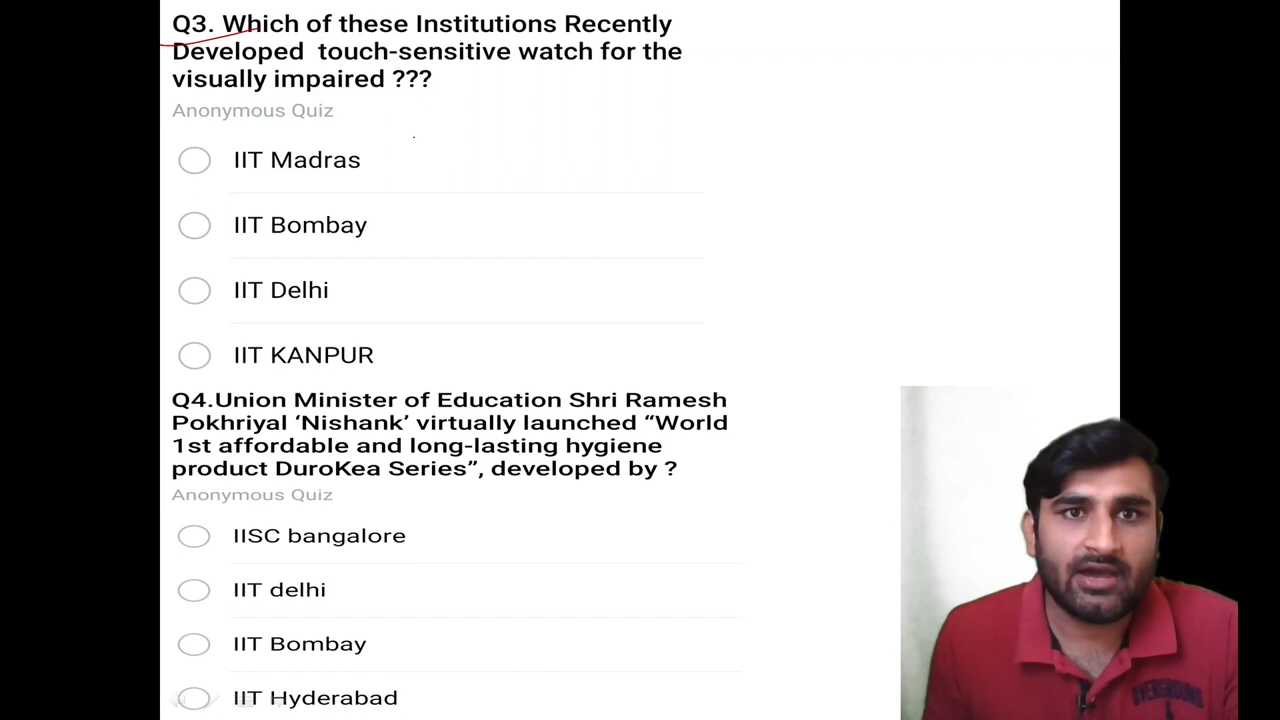 Q3. Which of these Institutions Recently
Developed touch-sensitive watch for the
visually impaired ???
Anonymous Quiz
IIT Madras
IIT Bombay
IIT Delhi
IIT KANPUR
Q4.Union Minister of Education Shri Ramesh
Pokhriyal ‘Nishank’ virtually launched “World
1st affordable and long-lasting hygiene
product DuroKea Series”, developed by ?
Anonymous Quiz
IISC bangalore
IIT delhi
IIT Bombay
IIT Hyderabad
OVERGROUND